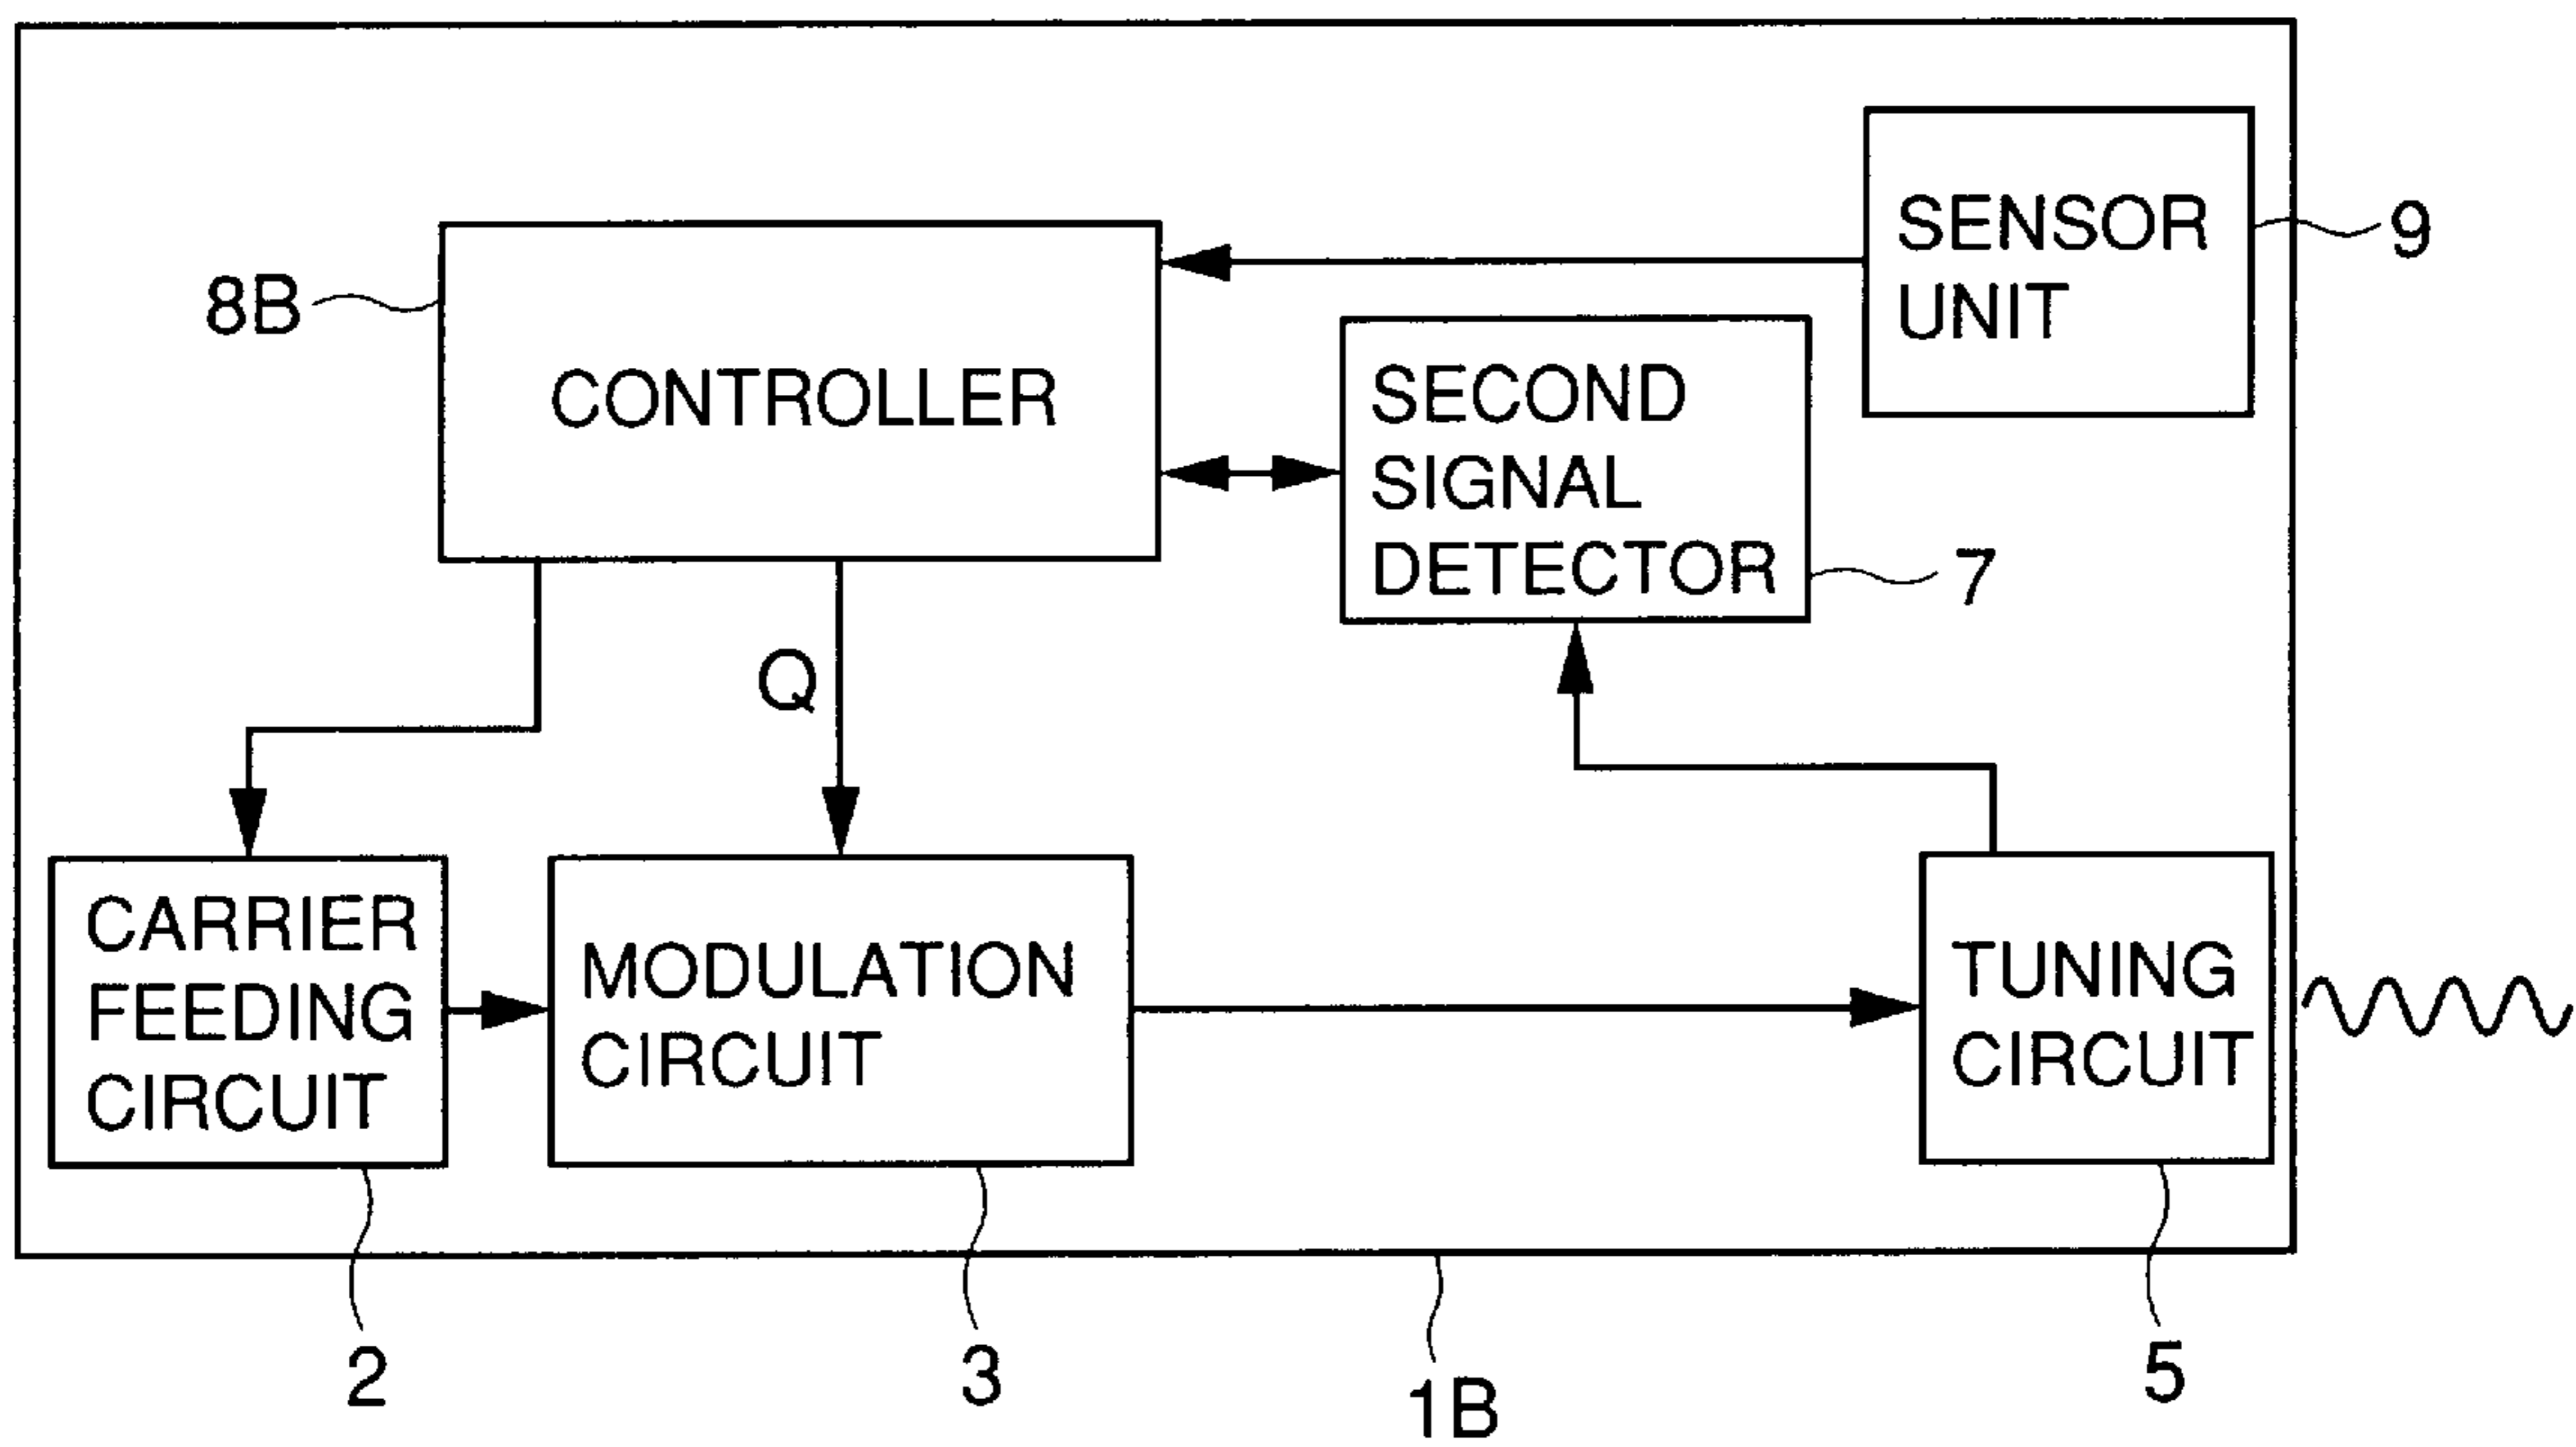 SENSOR
UNIT
9
8B
CONTROLLER
SECOND
SIGNAL
DETECTOR
7
Q
CARRIER
FEEDING
CIRCUIT
MODULATION
CIRCUIT
TUNING
CIRCUIT
2
3
1B
5